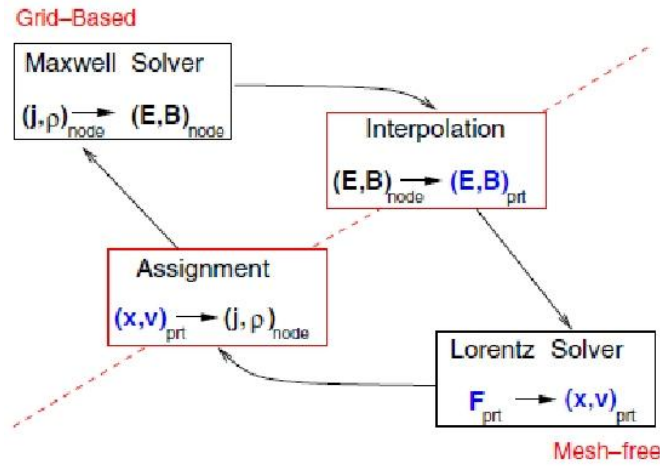 Grid–Based
Maxwell Solver
(j,ρ)node → (E,B)node
Interpolation
(E,B)node → (E,B)prt
Assignment
(x,v)prt → (j,ρ)node
Lorentz Solver
Fprt → (x,v)prt
Mesh–free